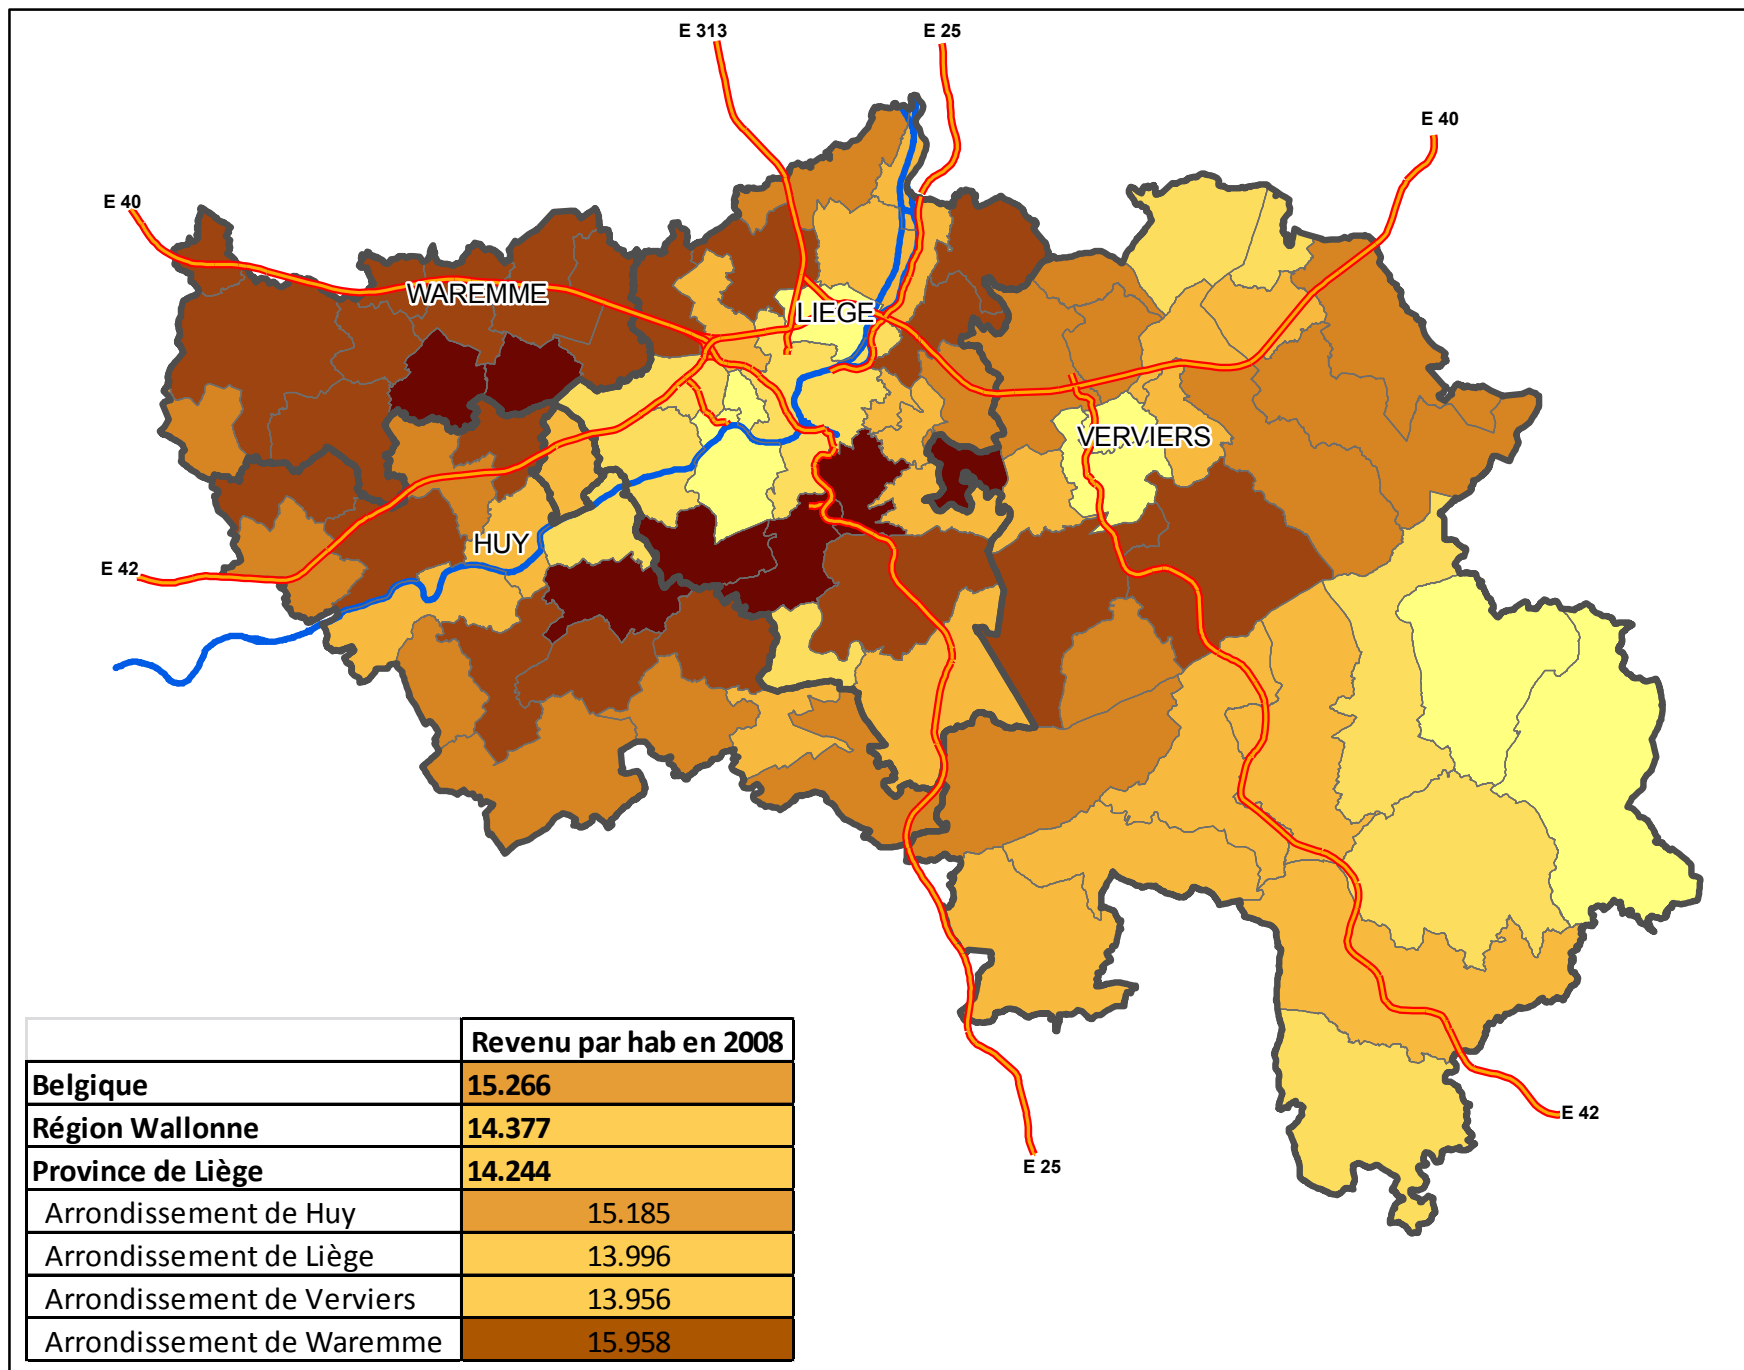 E 313
E 25
E 40
E 40
WAREMME
LIEGE
VERVIERS
HUY
E 42
Revenu par hab en 2008
Belgique 15.266
Région Wallonne 14.377
Province de Liège 14.244
Arrondissement de Huy 15.185
Arrondissement de Liège 13.996
Arrondissement de Verviers 13.956
Arrondissement de Waremme 15.958
E 42
E 25